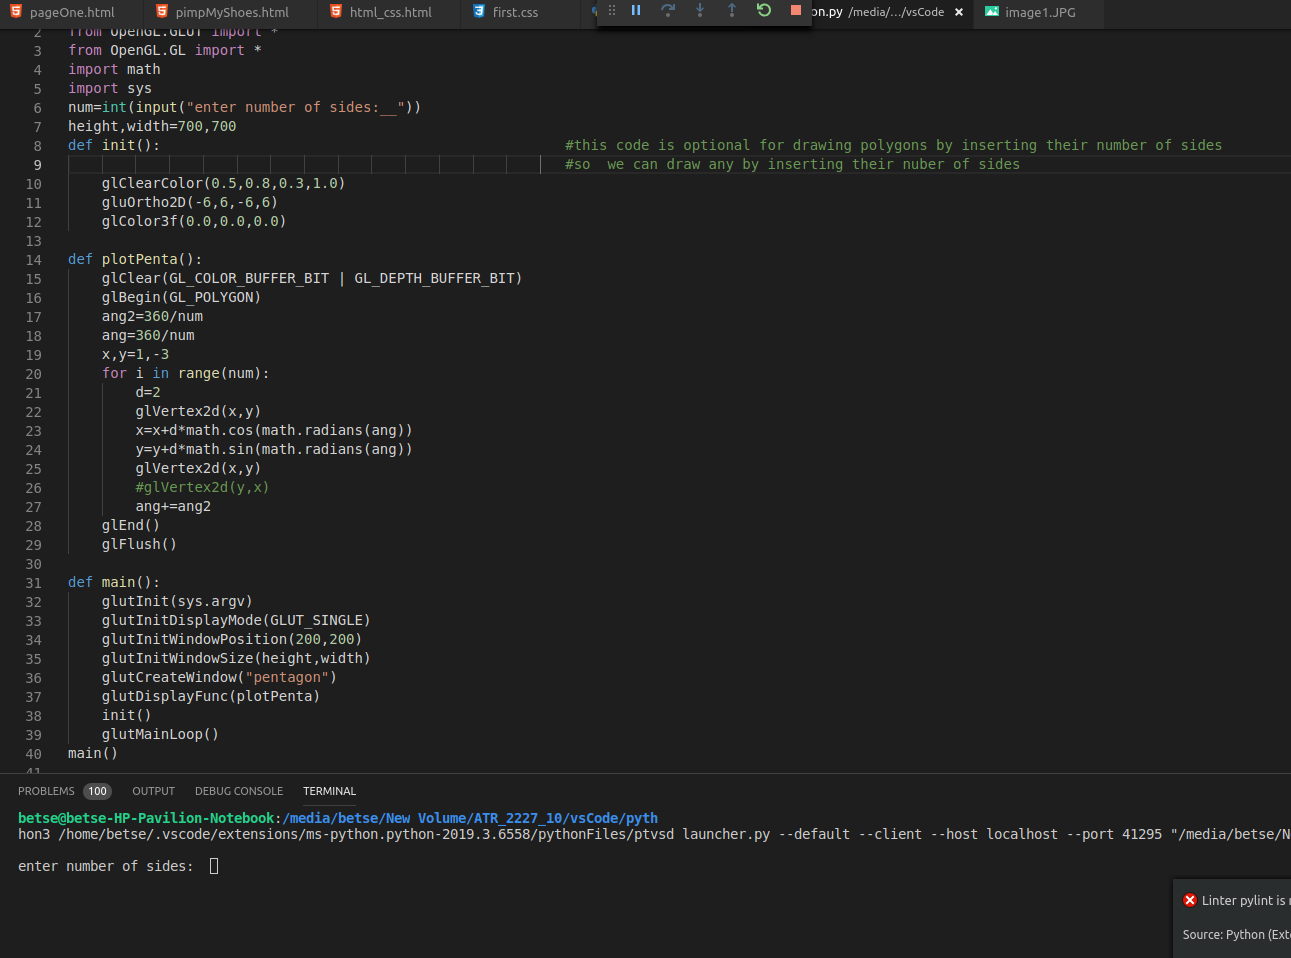 pageOne.html pimpMyShoes.html html_css.html first.css on.py /media/.../vsCode × image1.JPG
2 from OpenGL.GLUT import *
3 from OpenGL.GL import *
4 import math
5 import sys
6 num=int(input("enter number of sides:__"))
7 height,width=700,700
8 def init(): #this code is optional for drawing polygons by inserting their number of sides
9 #so  we can draw any by inserting their nuber of sides
10 glClearColor(0.5,0.8,0.3,1.0)
11 gluOrtho2D(-6,6,-6,6)
12 glColor3f(0.0,0.0,0.0)
13
14 def plotPenta():
15 glClear(GL_COLOR_BUFFER_BIT | GL_DEPTH_BUFFER_BIT)
16 glBegin(GL_POLYGON)
17 ang2=360/num
18 ang=360/num
19 x,y=1,-3
20 for i in range(num):
21 d=2
22 glVertex2d(x,y)
23 x=x+d*math.cos(math.radians(ang))
24 y=y+d*math.sin(math.radians(ang))
25 glVertex2d(x,y)
26 #glVertex2d(y,x)
27 ang+=ang2
28 glEnd()
29 glFlush()
30
31 def main():
32 glutInit(sys.argv)
33 glutInitDisplayMode(GLUT_SINGLE)
34 glutInitWindowPosition(200,200)
35 glutInitWindowSize(height,width)
36 glutCreateWindow("pentagon")
37 glutDisplayFunc(plotPenta)
38 init()
39 glutMainLoop()
40 main()
41
PROBLEMS 100 OUTPUT DEBUG CONSOLE TERMINAL
betse@betse-HP-Pavilion-Notebook:/media/betse/New Volume/ATR_2227_10/vsCode/pyth
hon3 /home/betse/.vscode/extensions/ms-python.python-2019.3.6558/pythonFiles/ptvsd launcher.py --default --client --host localhost --port 41295 "/media/betse/N
enter number of sides:
Linter pylint is
Source: Python (Ext